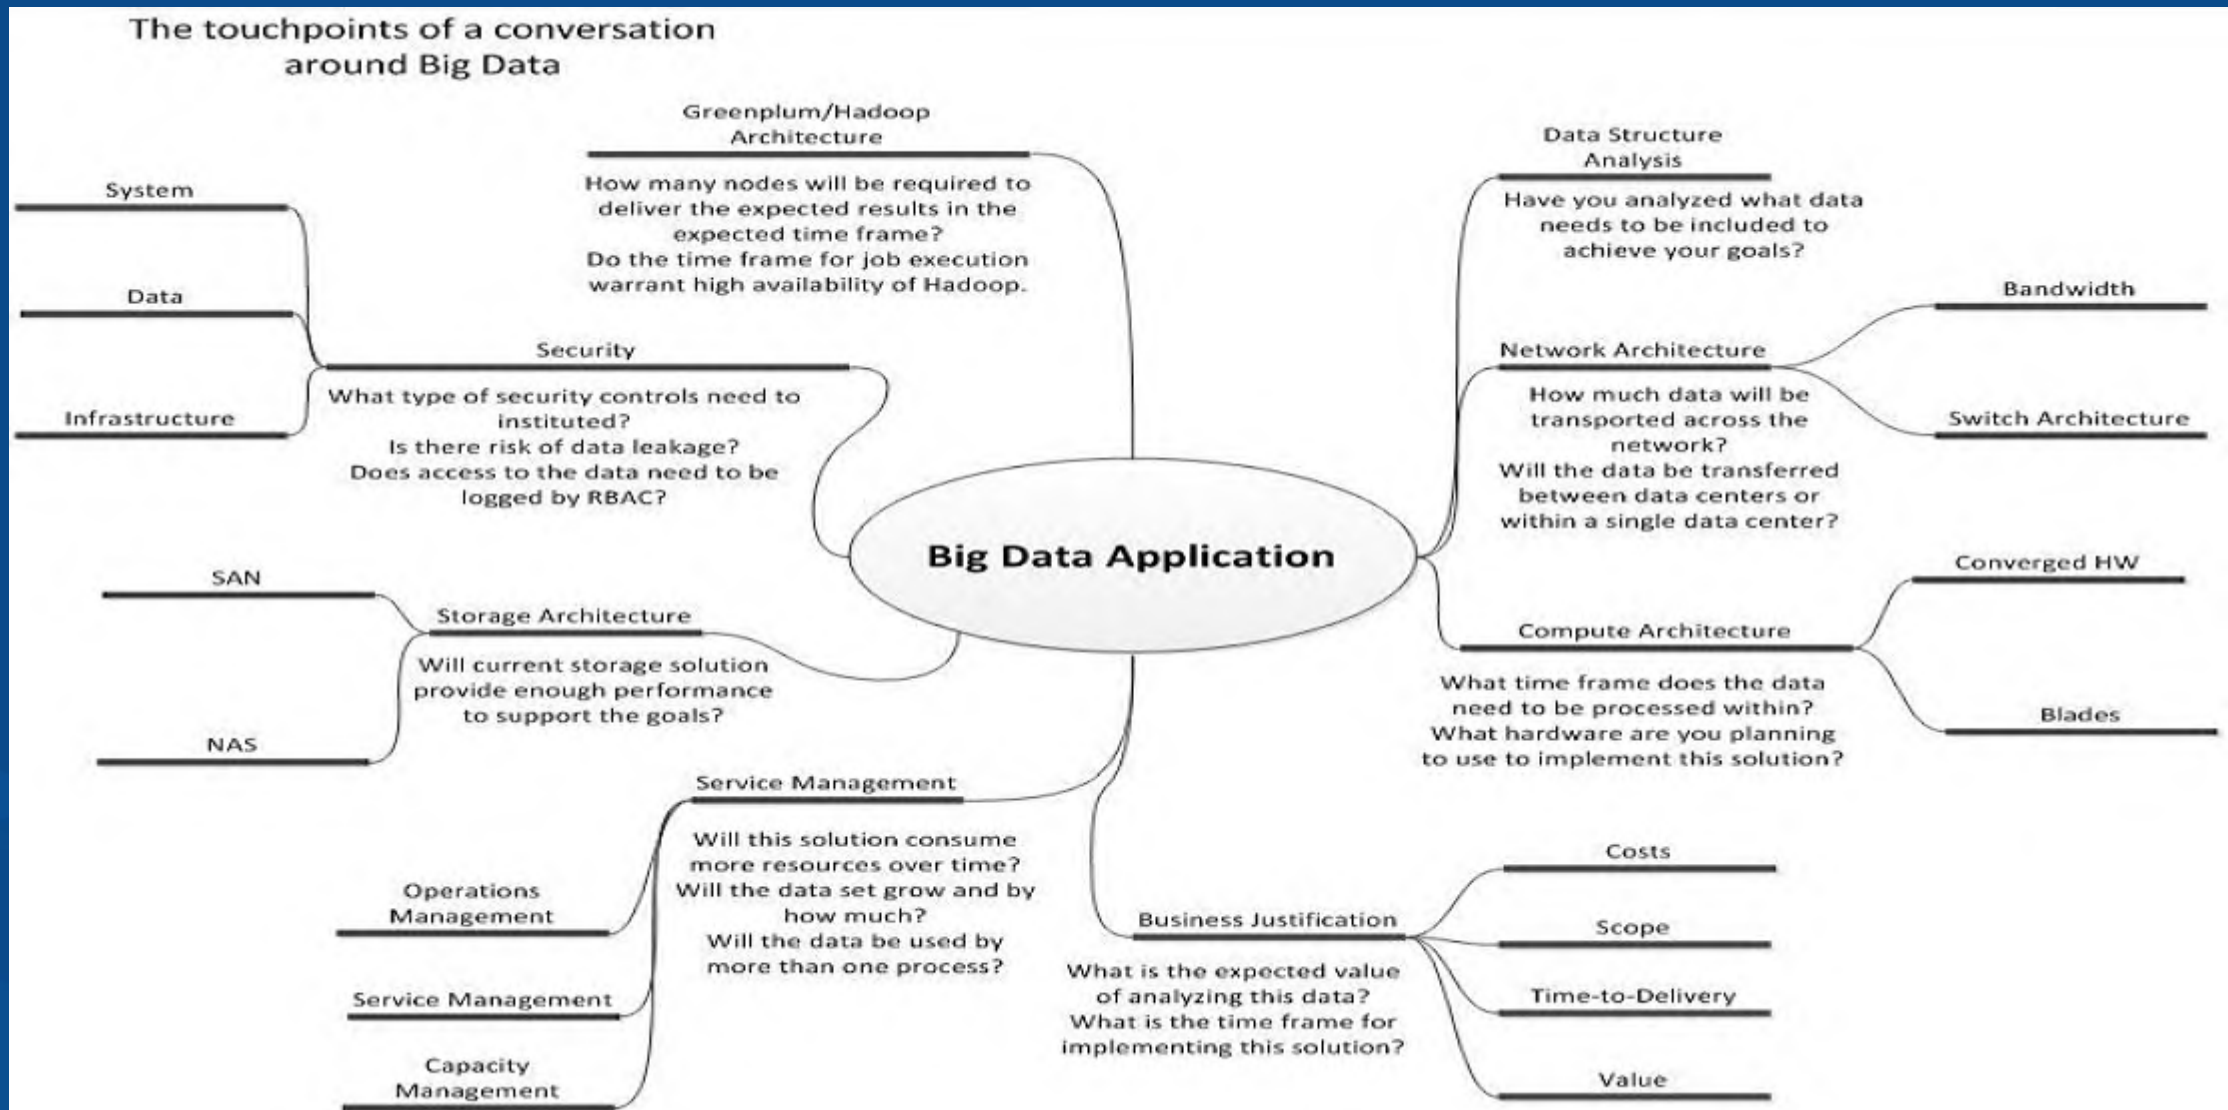 The touchpoints of a conversation
around Big Data
Greenplum/Hadoop
Architecture
How many nodes will be required to
deliver the expected results in the
expected time frame?
Do the time frame for job execution
warrant high availability of Hadoop.
System
Data
Infrastructure
Security
What type of security controls need to
instituted?
Is there risk of data leakage?
Does access to the data need to be
logged by RBAC?
SAN
NAS
Storage Architecture
Will current storage solution
provide enough performance
to support the goals?
Service Management
Will this solution consume
more resources over time?
Will the data set grow and by
how much?
Will the data be used by
more than one process?
Operations
Management
Service Management
Capacity
Management
Big Data Application
Data Structure
Analysis
Have you analyzed what data
needs to be included to
achieve your goals?
Network Architecture
How much data will be
transported across the
network?
Will the data be transferred
between data centers or
within a single data center?
Bandwidth
Switch Architecture
Compute Architecture
What time frame does the data
need to be processed within?
What hardware are you planning
to use to implement this solution?
Converged HW
Blades
Business Justification
What is the expected value
of analyzing this data?
What is the time frame for
implementing this solution?
Costs
Scope
Time-to-Delivery
Value